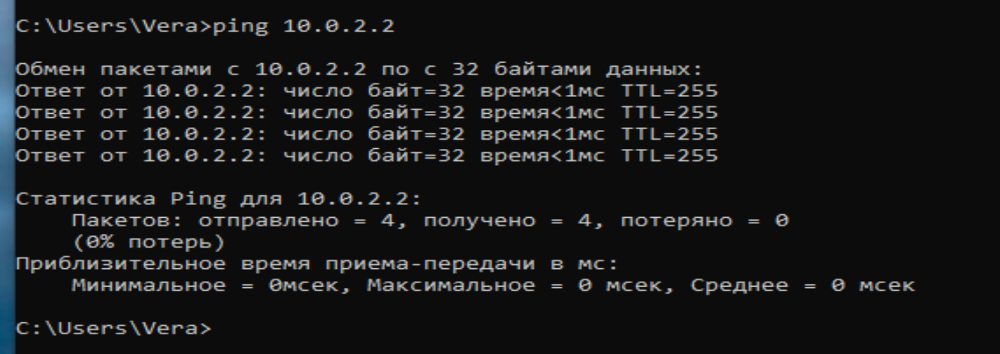 C:\Users\Vera>ping 10.0.2.2
Обмен пакетами с 10.0.2.2 по с 32 байтами данных:
Ответ от 10.0.2.2: число байт=32 время<1мс TTL=255
Ответ от 10.0.2.2: число байт=32 время<1мс TTL=255
Ответ от 10.0.2.2: число байт=32 время<1мс TTL=255
Ответ от 10.0.2.2: число байт=32 время<1мс TTL=255
Статистика Ping для 10.0.2.2:
Пакетов: отправлено = 4, получено = 4, потеряно = 0
(0% потерь)
Приблизительное время приема-передачи в мс:
Минимальное = 0мсек, Максимальное = 0 мсек, Среднее = 0 мсек
C:\Users\Vera>